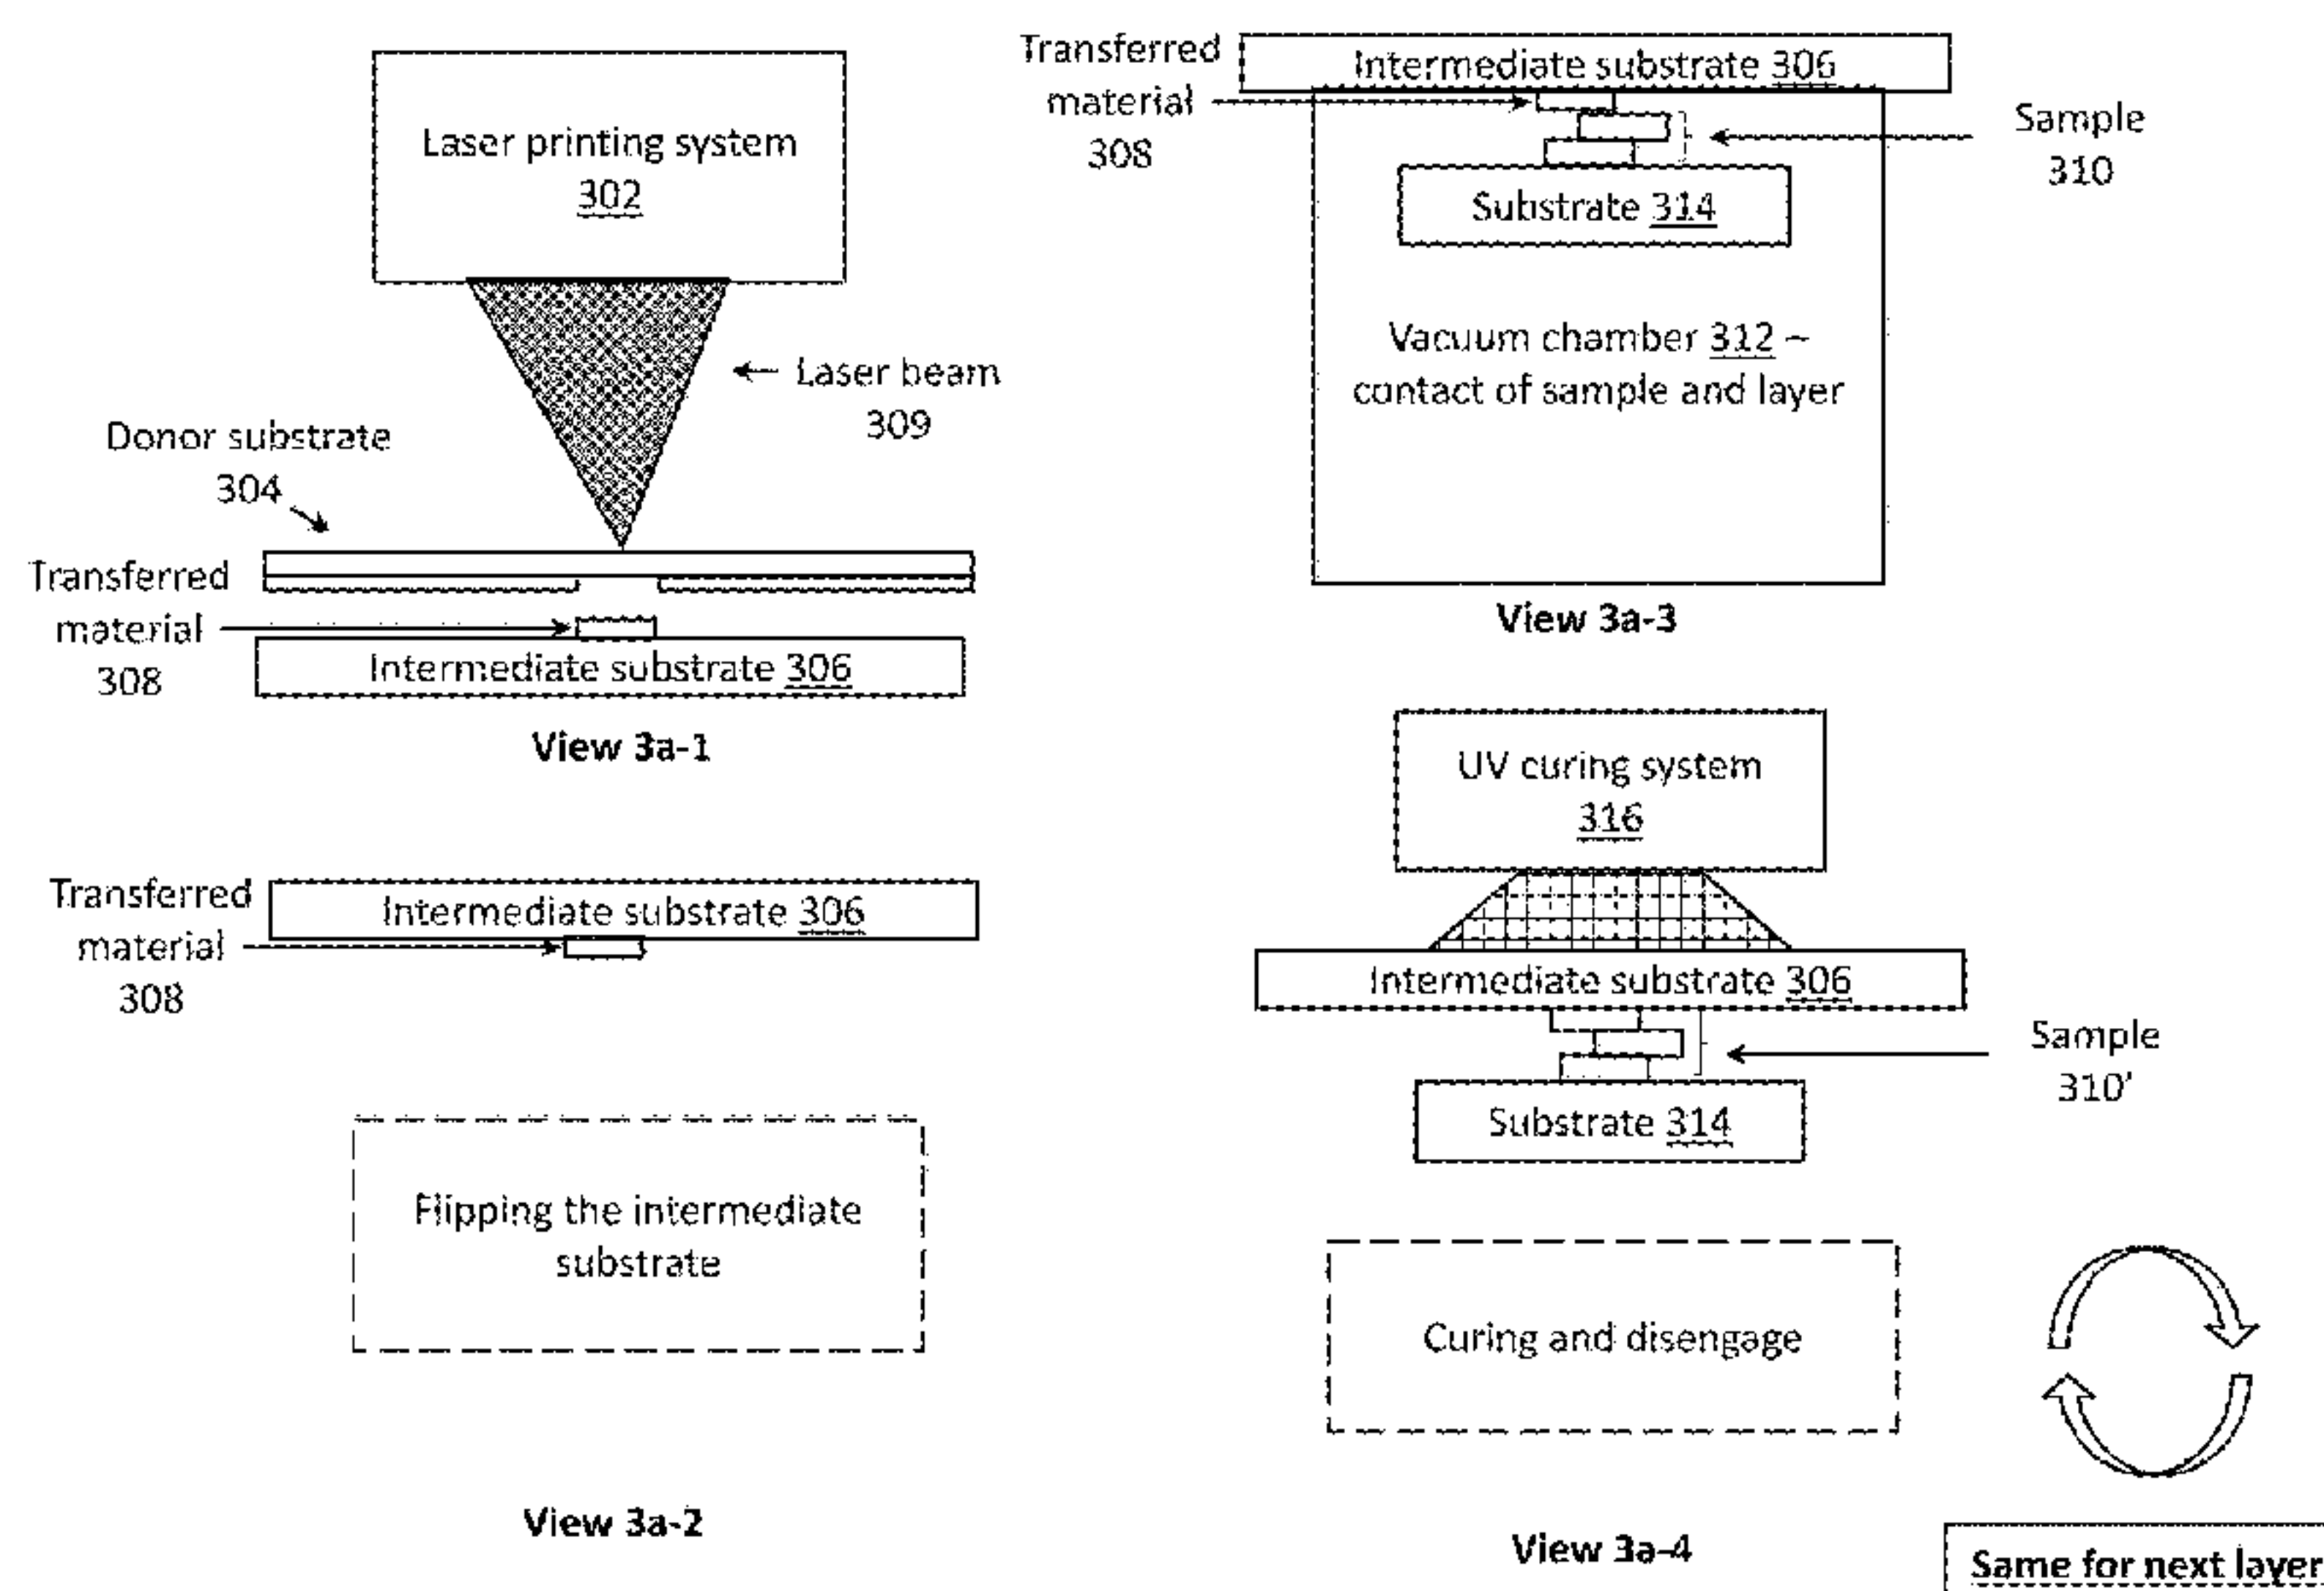 Laser printing system
302
Laser beam
309
Donor substrate
304
Transferred
material
308
Intermediate substrate 306
View 3a-1
Transferred
material
308
Intermediate substrate 306
Flipping the intermediate
substrate
View 3a-2
Transferred
material
308
Intermediate substrate 306
Sample
310
Substrate 314
Vacuum chamber 312 –
contact of sample and layer
View 3a-3
UV curing system
316
Intermediate substrate 306
Sample
310'
Substrate 314
Curing and disengage
View 3a-4
Same for next layer